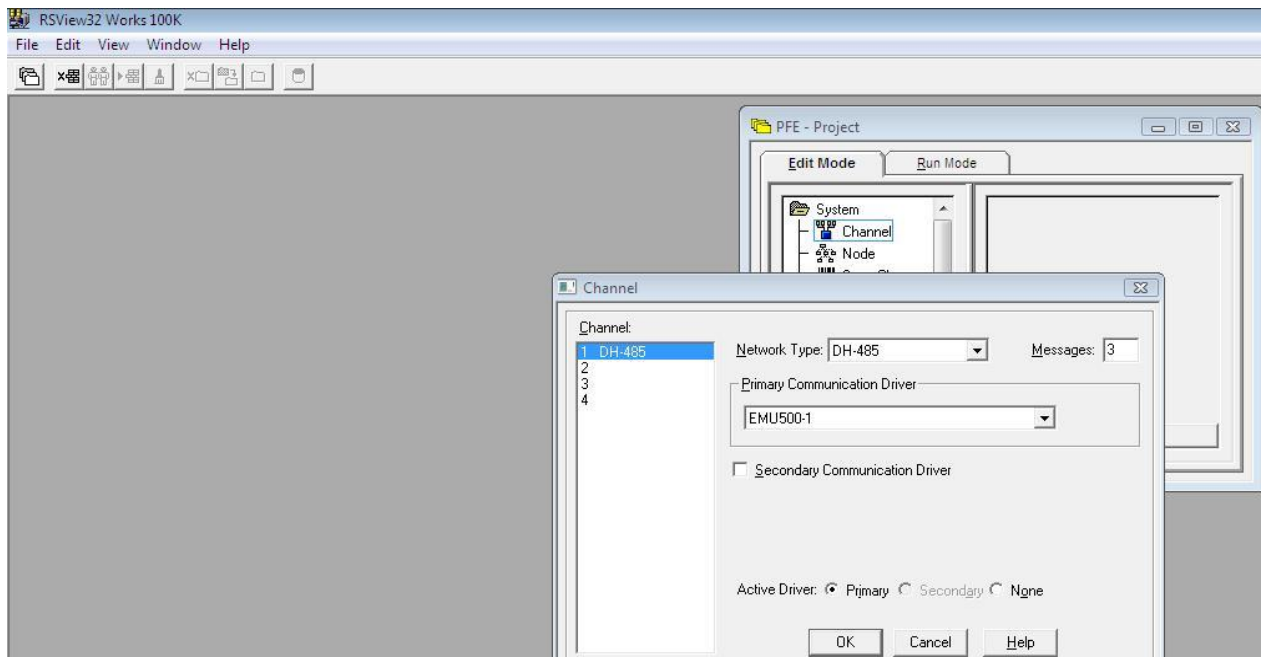 RSView32 Works 100K
File Edit View Window Help
PFE - Project
Edit Mode Run Mode
System
Channel
Node
Channel
Channel:
1 DH-485
2
3
4
Network Type: DH-485 Messages: 3
Primary Communication Driver
EMU500-1
Secondary Communication Driver
Active Driver: Primary Secondary None
OK Cancel Help